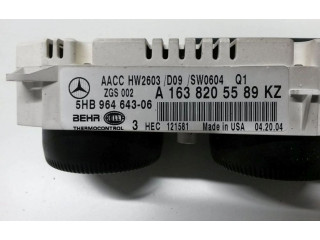 AACC HW2603 /D09 /SW0604 Q1
ZGS 002 A 163 820 55 89 KZ
5HB 964 643-06
BEHR HELLA 3 HEC 121581 Made in USA 04.20.04
THERMOCONTROL